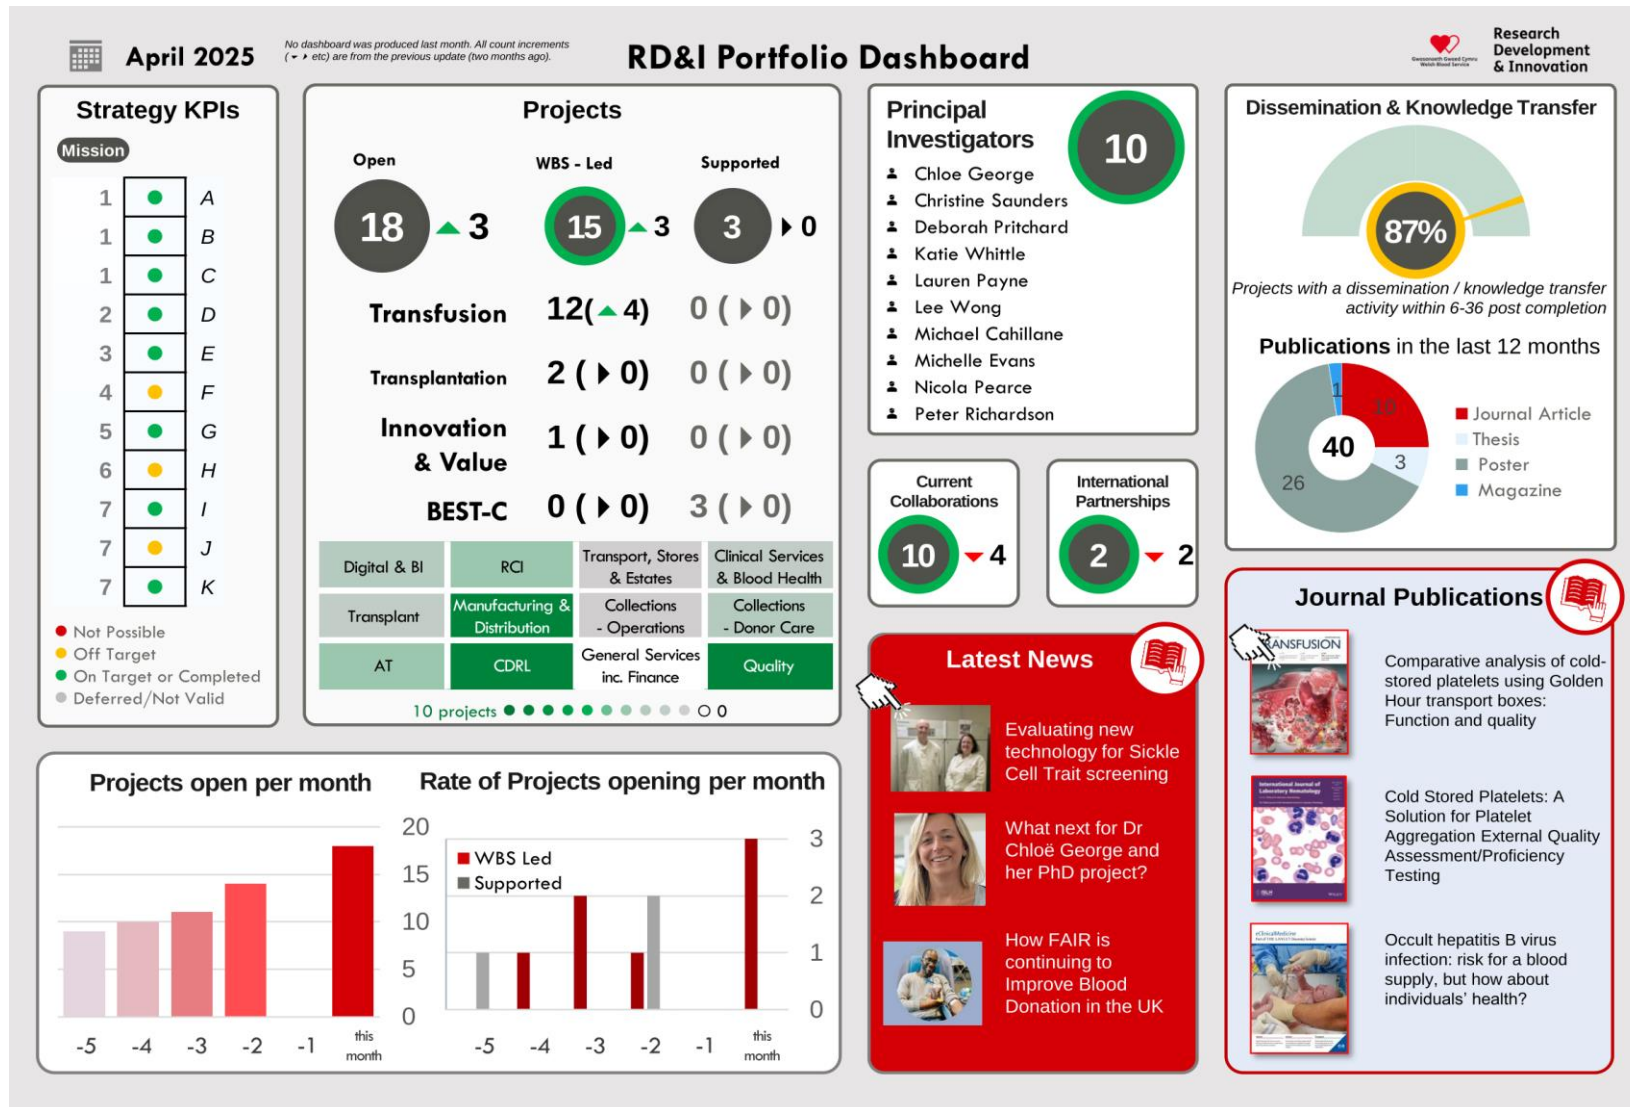 April 2025
No dashboard was produced last month. All count increments
( ▾ ▸ etc) are from the previous update (two months ago).
RD&I Portfolio Dashboard
Gwasanaeth Gwaed Cymru
Welsh Blood Service
Research
Development
& Innovation
Strategy KPIs
Mission
1 A
1 B
1 C
2 D
3 E
4 F
5 G
6 H
7 I
7 J
7 K
Not Possible
Off Target
On Target or Completed
Deferred/Not Valid
Projects
Open WBS - Led Supported
18 3 15 3 3 0
Transfusion 12( 4) 0 ( 0)
Transplantation 2 ( 0) 0 ( 0)
Innovation
& Value 1 ( 0) 0 ( 0)
BEST-C 0 ( 0) 3 ( 0)
Digital & BI
RCI
Transport, Stores
& Estates
Clinical Services
& Blood Health
Transplant
Manufacturing &
Distribution
Collections
- Operations
Collections
- Donor Care
AT
CDRL
General Services
inc. Finance
Quality
10 projects 0
Principal
Investigators
10
Chloe George
Christine Saunders
Deborah Pritchard
Katie Whittle
Lauren Payne
Lee Wong
Michael Cahillane
Michelle Evans
Nicola Pearce
Peter Richardson
Current
Collaborations
10 4
International
Partnerships
2 2
Dissemination & Knowledge Transfer
87%
Projects with a dissemination / knowledge transfer
activity within 6-36 post completion
Publications in the last 12 months
1
10
40
3
26
Journal Article
Thesis
Poster
Magazine
Projects open per month
20
15
10
5
0
-5 -4 -3 -2 -1 this
month
Rate of Projects opening per month
WBS Led
Supported
3
2
1
0
-5 -4 -3 -2 -1 this
month
Latest News
Evaluating new
technology for Sickle
Cell Trait screening
What next for Dr
Chloë George and
her PhD project?
How FAIR is
continuing to
Improve Blood
Donation in the UK
Journal Publications
ANSFUSION
Comparative analysis of cold-
stored platelets using Golden
Hour transport boxes:
Function and quality
International Journal of
Laboratory Hematology
Cold Stored Platelets: A
Solution for Platelet
Aggregation External Quality
Assessment/Proficiency
Testing
eClinicalMedicine
Occult hepatitis B virus
infection: risk for a blood
supply, but how about
individuals' health?